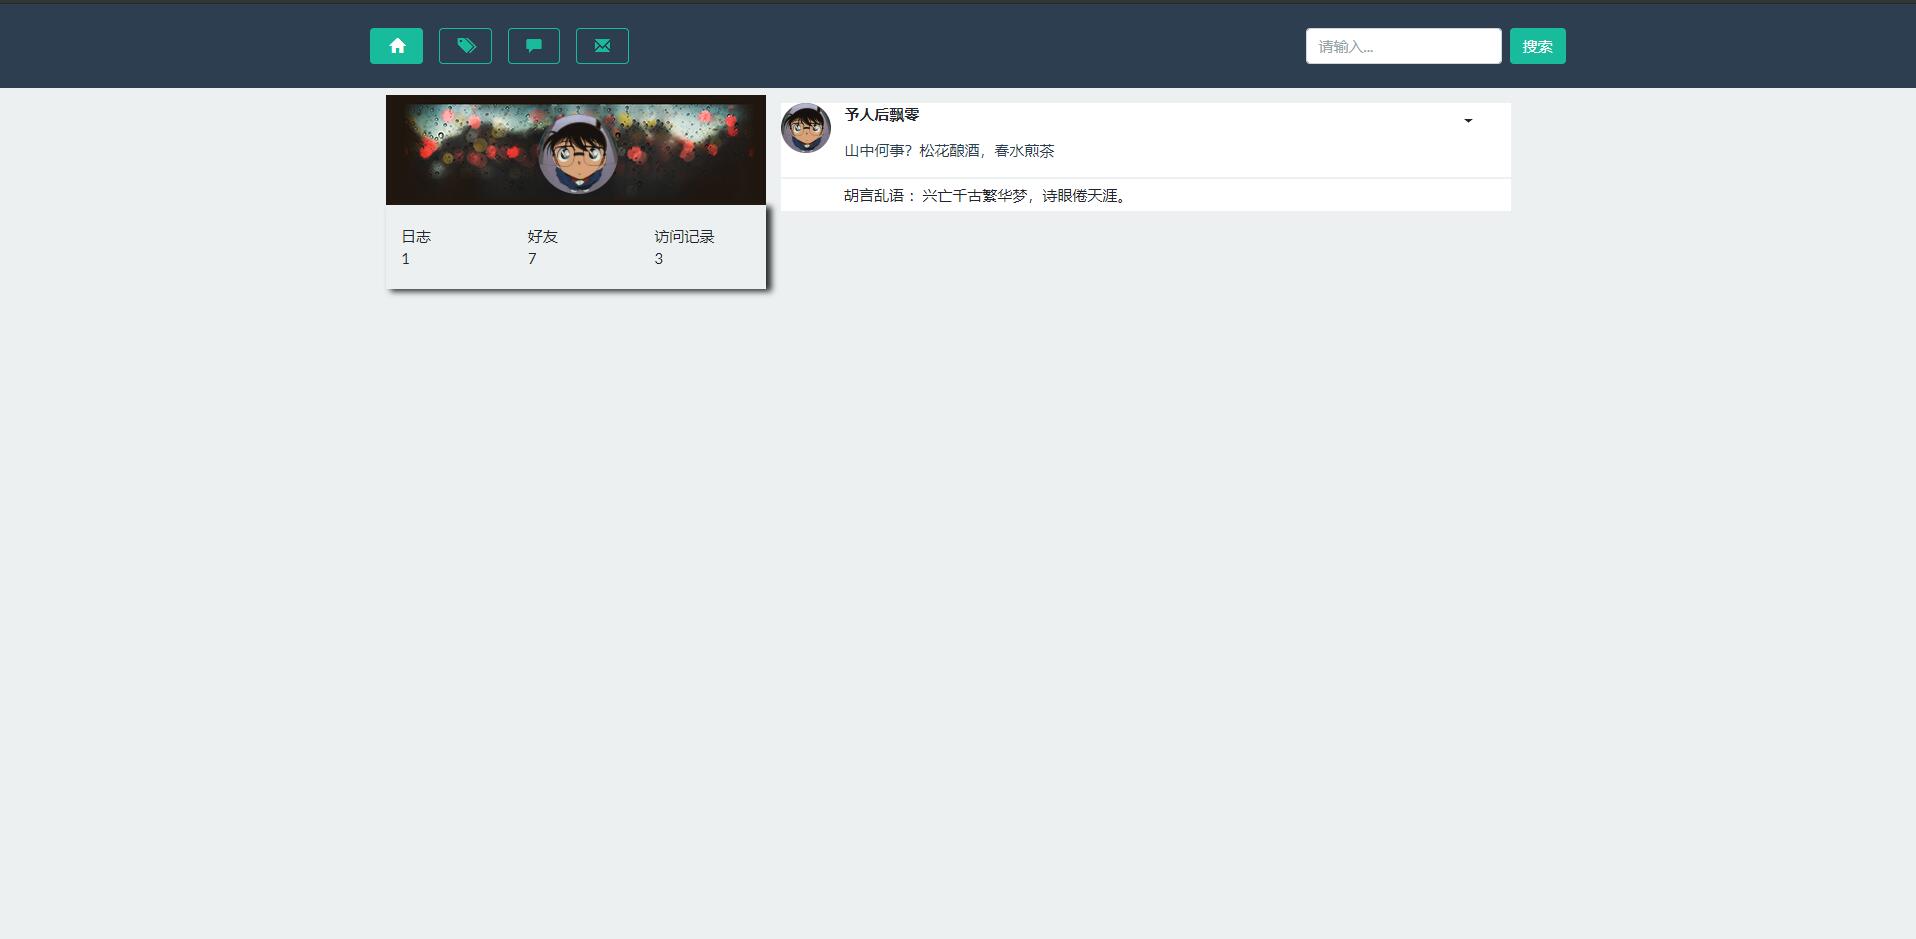 请输入...
搜索
予人后飘零
山中何事？松花酿酒，春水煎茶
胡言乱语： 兴亡千古繁华梦，诗眼倦天涯。
日志 好友 访问记录
1 7 3